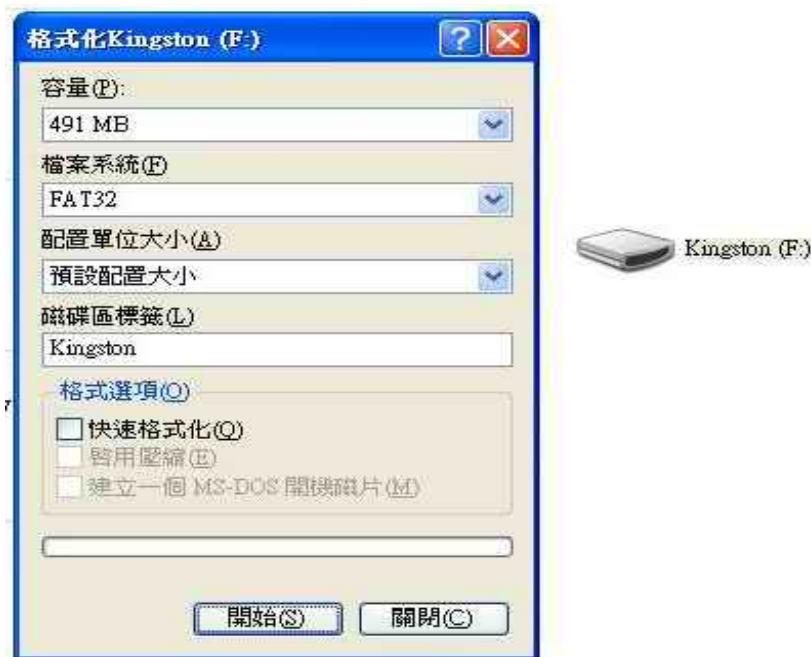 格式化Kingston (F:)
容量(P):
491 MB
檔案系統(F)
FAT32
配置單位大小(A)
預設配置大小
磁碟區標籤(L)
Kingston
格式選項(O)
快速格式化(Q)
啓用壓縮(E)
建立一個 MS-DOS 開機磁片(M)
開始(S)
關閉(C)
Kingston (F:)